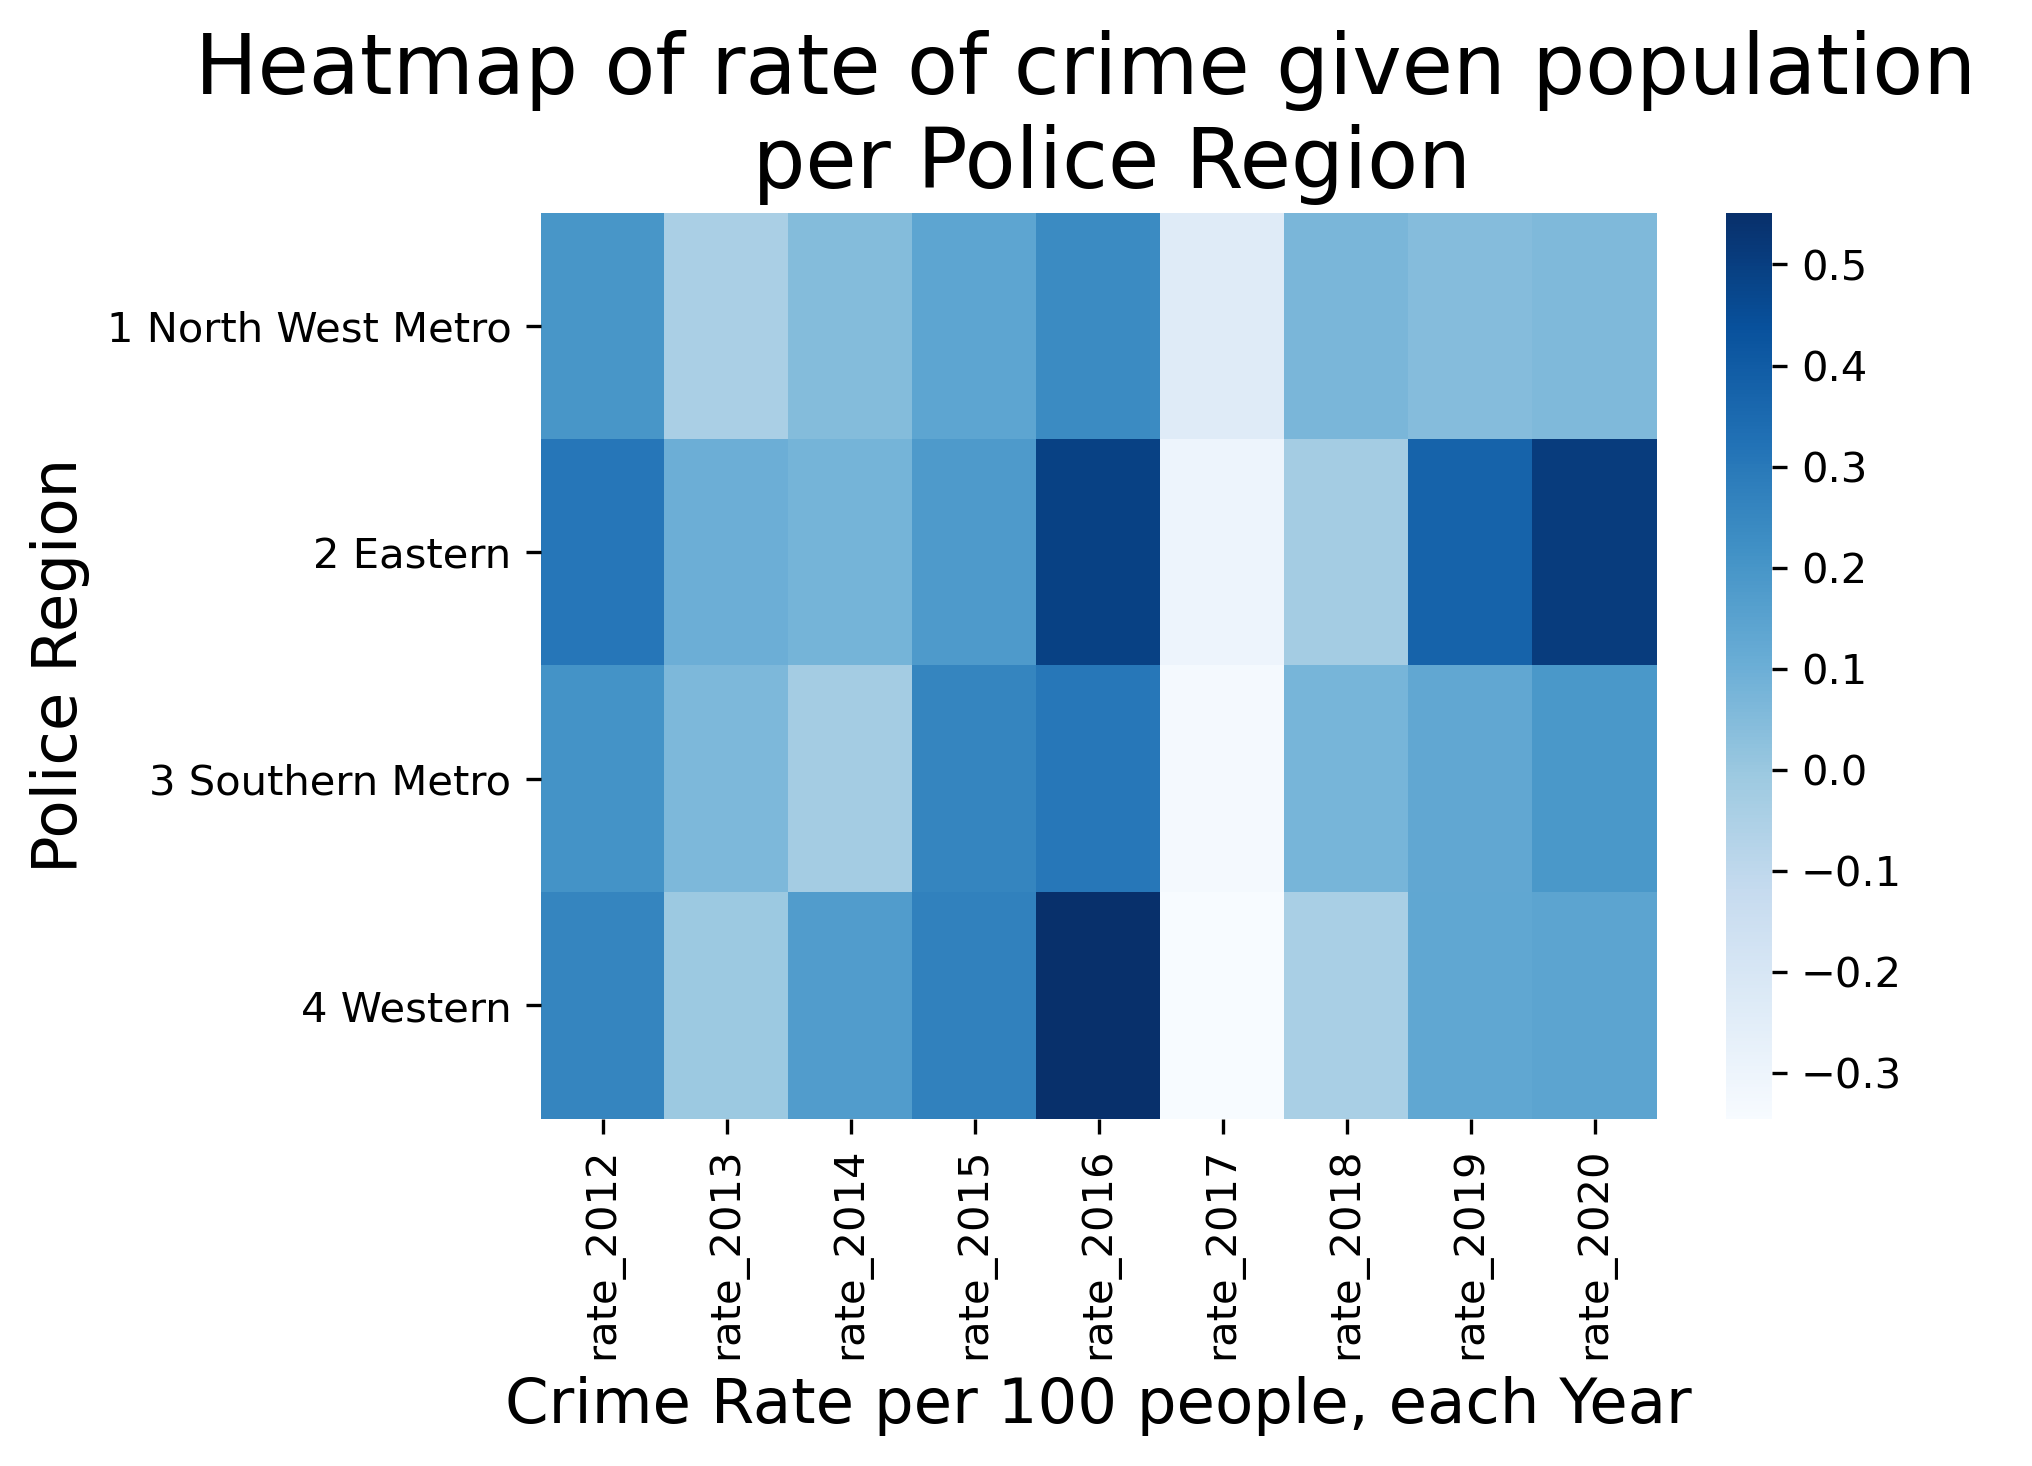 Heatmap of rate of crime given population
per Police Region
Police Region
1 North West Metro
2 Eastern
3 Southern Metro
4 Western
rate_2012
rate_2013
rate_2014
rate_2015
rate_2016
rate_2017
rate_2018
rate_2019
rate_2020
Crime Rate per 100 people, each Year
0.5
0.4
0.3
0.2
0.1
0.0
−0.1
−0.2
−0.3